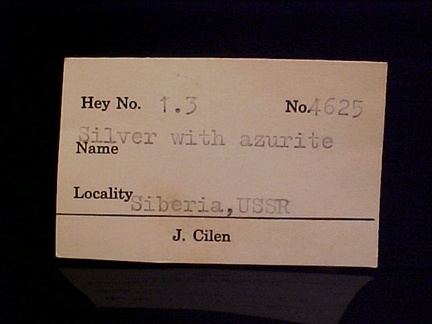 Hey No. 1.3 No. 4625
Silver with azurite
Name
Locality Siberia, USSR
J. Cilen